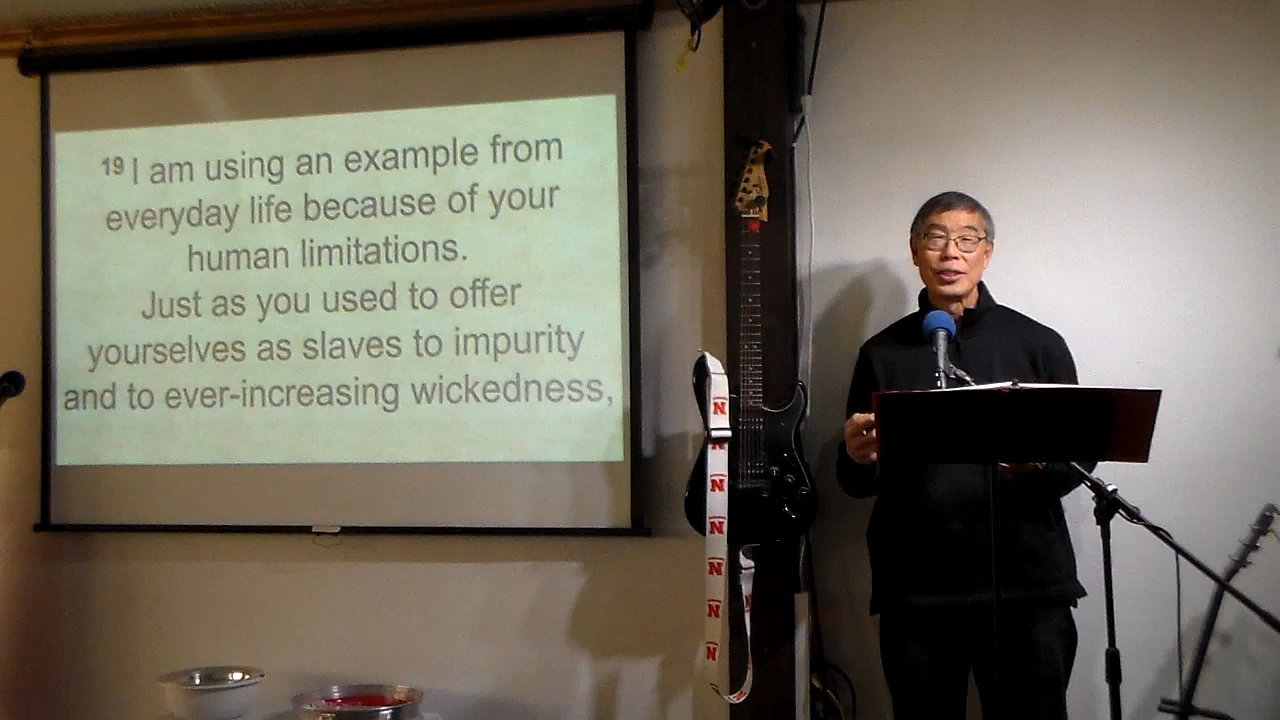 19 I am using an example from
everyday life because of your
human limitations.
Just as you used to offer
yourselves as slaves to impurity
and to ever-increasing wickedness,
N
N
N
N
N
N
N